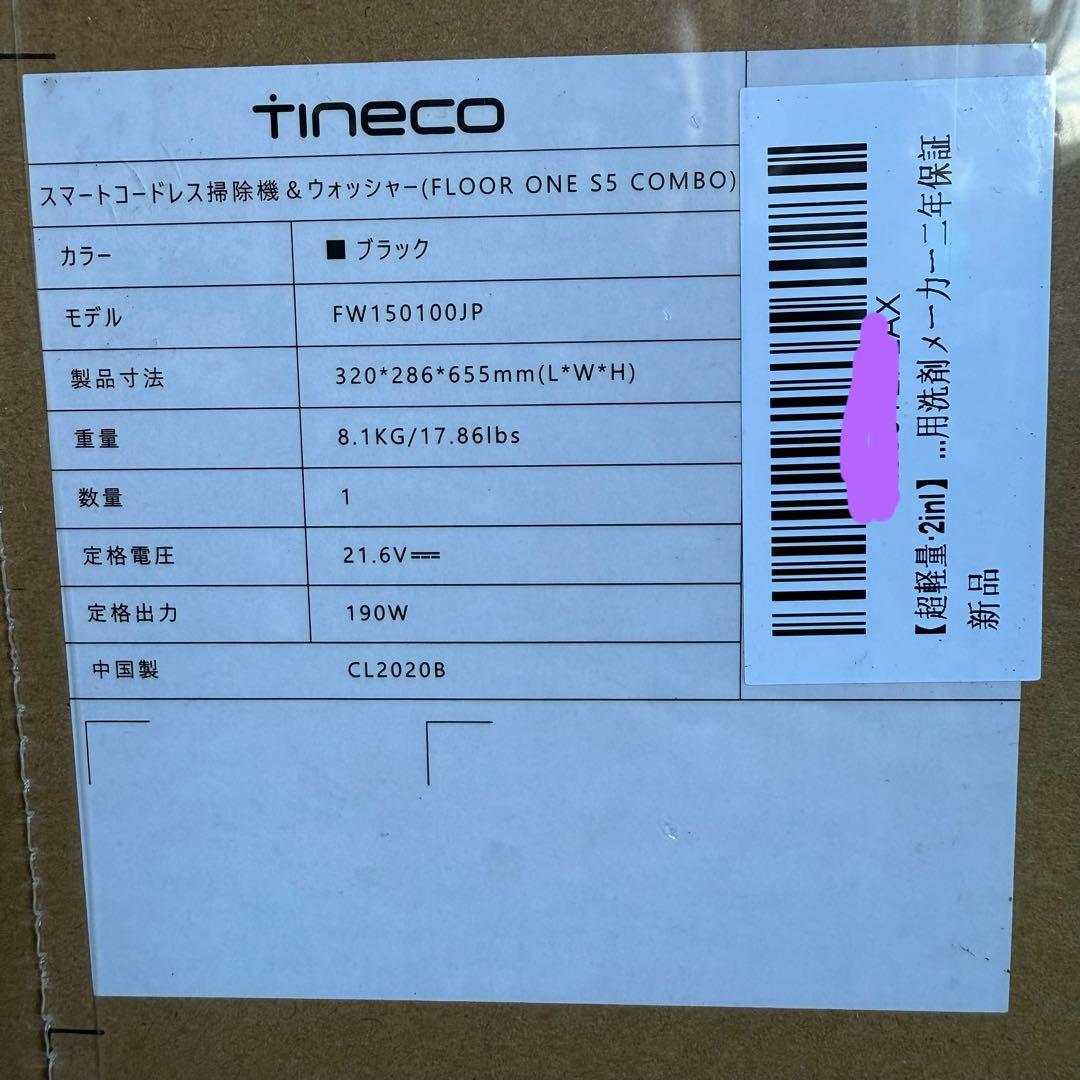 Tineco
スマートコードレス掃除機＆ウォッシャー(FLOOR ONE S5 COMBO)
カラー ■ ブラック
モデル FW150100JP
製品寸法 320*286*655mm(L*W*H)
重量 8.1KG/17.86lbs
数量 1
定格電圧 21.6V⎓
定格出力 190W
中国製 CL2020B
【超軽量·2in1】 ...用洗剤メーカー二年保証
新品